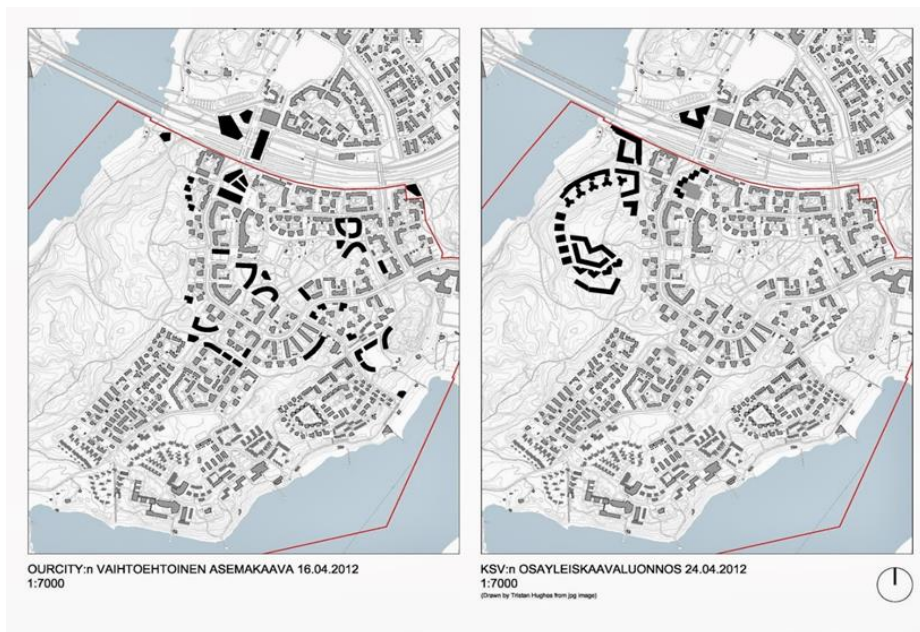 OURCITY:n VAIHTOEHTOINEN ASEMAKAAVA 16.04.2012
1:7000
KSV:n OSAYLEISKAAVALUONNOS 24.04.2012
1:7000
(Drawn by Tristan Hughes from jpg image)